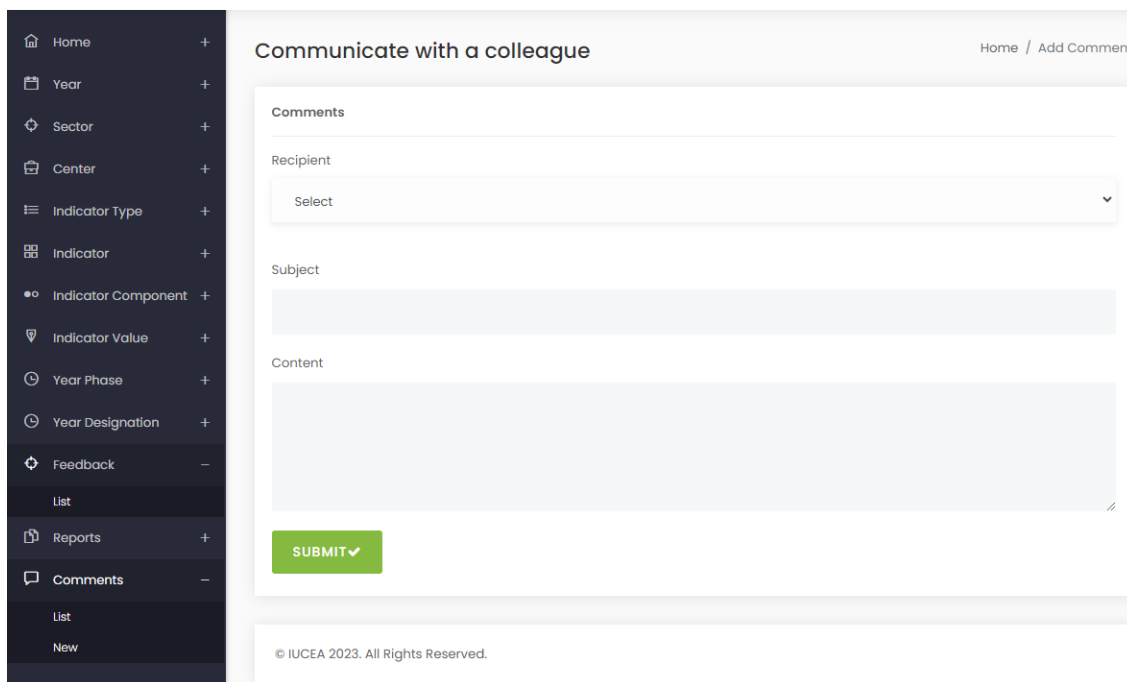 Home +
Year +
Sector +
Center +
Indicator Type +
Indicator +
Indicator Component +
Indicator Value +
Year Phase +
Year Designation +
Feedback −
List
Reports +
Comments −
List
New
Communicate with a colleague
Home / Add Commen
Comments
Recipient
Select
Subject
Content
SUBMIT✔
© IUCEA 2023. All Rights Reserved.